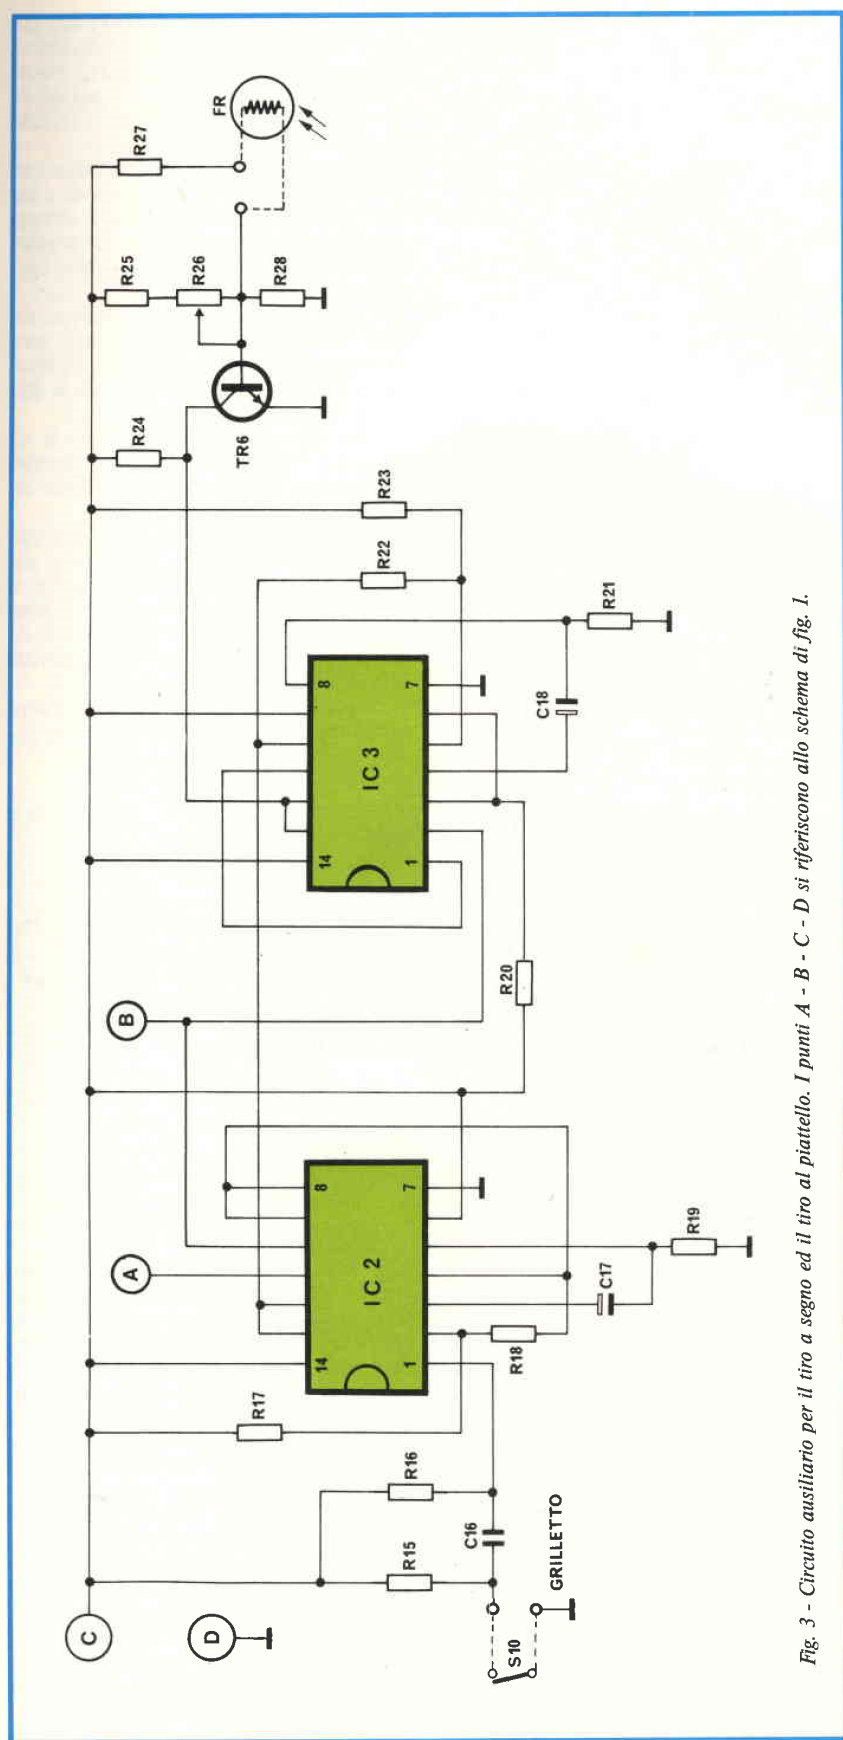 C
D
A
B
R15
R16
R17
R18
R19
R20
R21
R22
R23
R24
R25
R26
R27
R28
C16
C17
C18
S10
GRILLETTO
TR6
FR
IC 2
14
8
1
7
IC 3
14
8
1
7
Fig. 3 - Circuito ausiliario per il tiro a segno ed il tiro al piattello. I punti A - B - C - D si riferiscono allo schema di fig. 1.